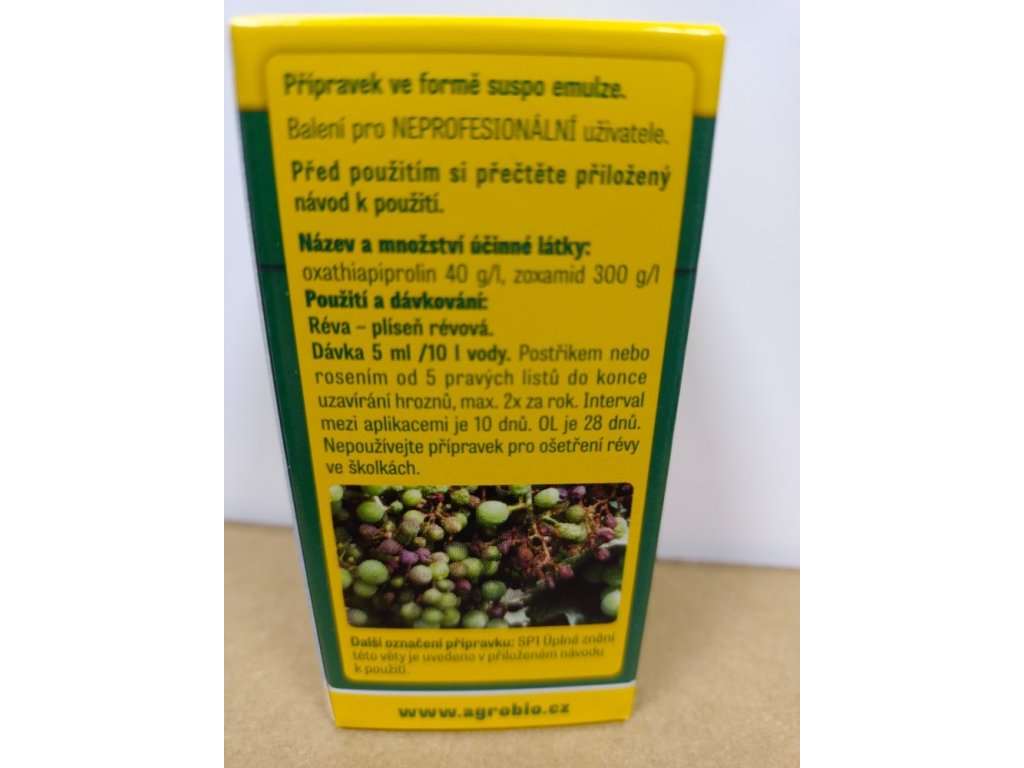 Přípravek ve formě suspo emulze.
Balení pro NEPROFESIONÁLNÍ uživatele.
Před použitím si přečtěte přiložený
návod k použití.
Název a množství účinné látky:
oxathiapiprolin 40 g/l, zoxamid 300 g/l
Použití a dávkování:
Réva – plíseň révová.
Dávka 5 ml /10 l vody. Postřikem nebo
rosením od 5 pravých listů do konce
uzavírání hroznů, max. 2x za rok. Interval
mezi aplikacemi je 10 dnů. OL je 28 dnů.
Nepoužívejte přípravek pro ošetření révy
ve školkách.
Další označení přípravku: SP1 Úplné znění
této věty je uvedeno v přiloženém návodu
k použití.
www.agrobio.cz